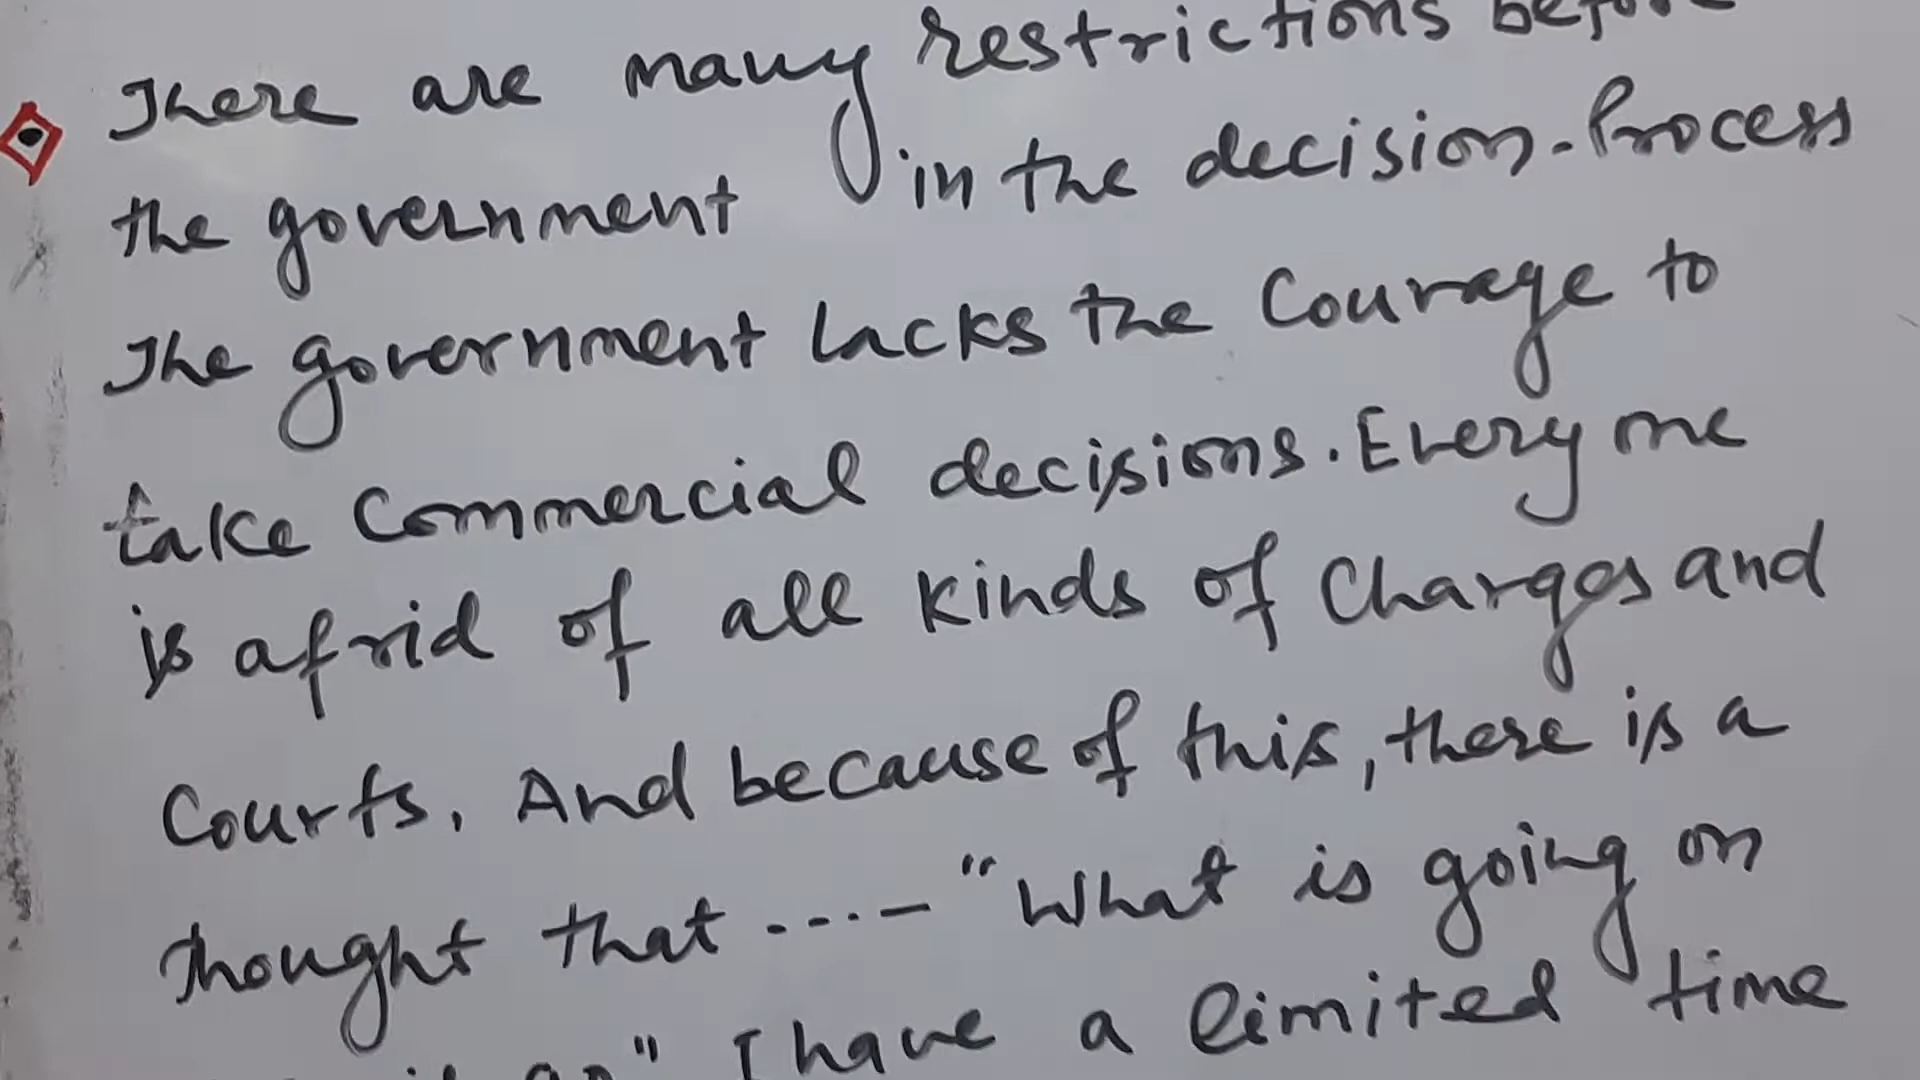 There are many restrictions before
the government in the decision-Process
The government lacks the Courage to
take Commercial decisions. Every one
is afrid of all kinds of Charges and
Courts. And because of this, there is a
thought that ....- "What is going on
go" I have a limited time